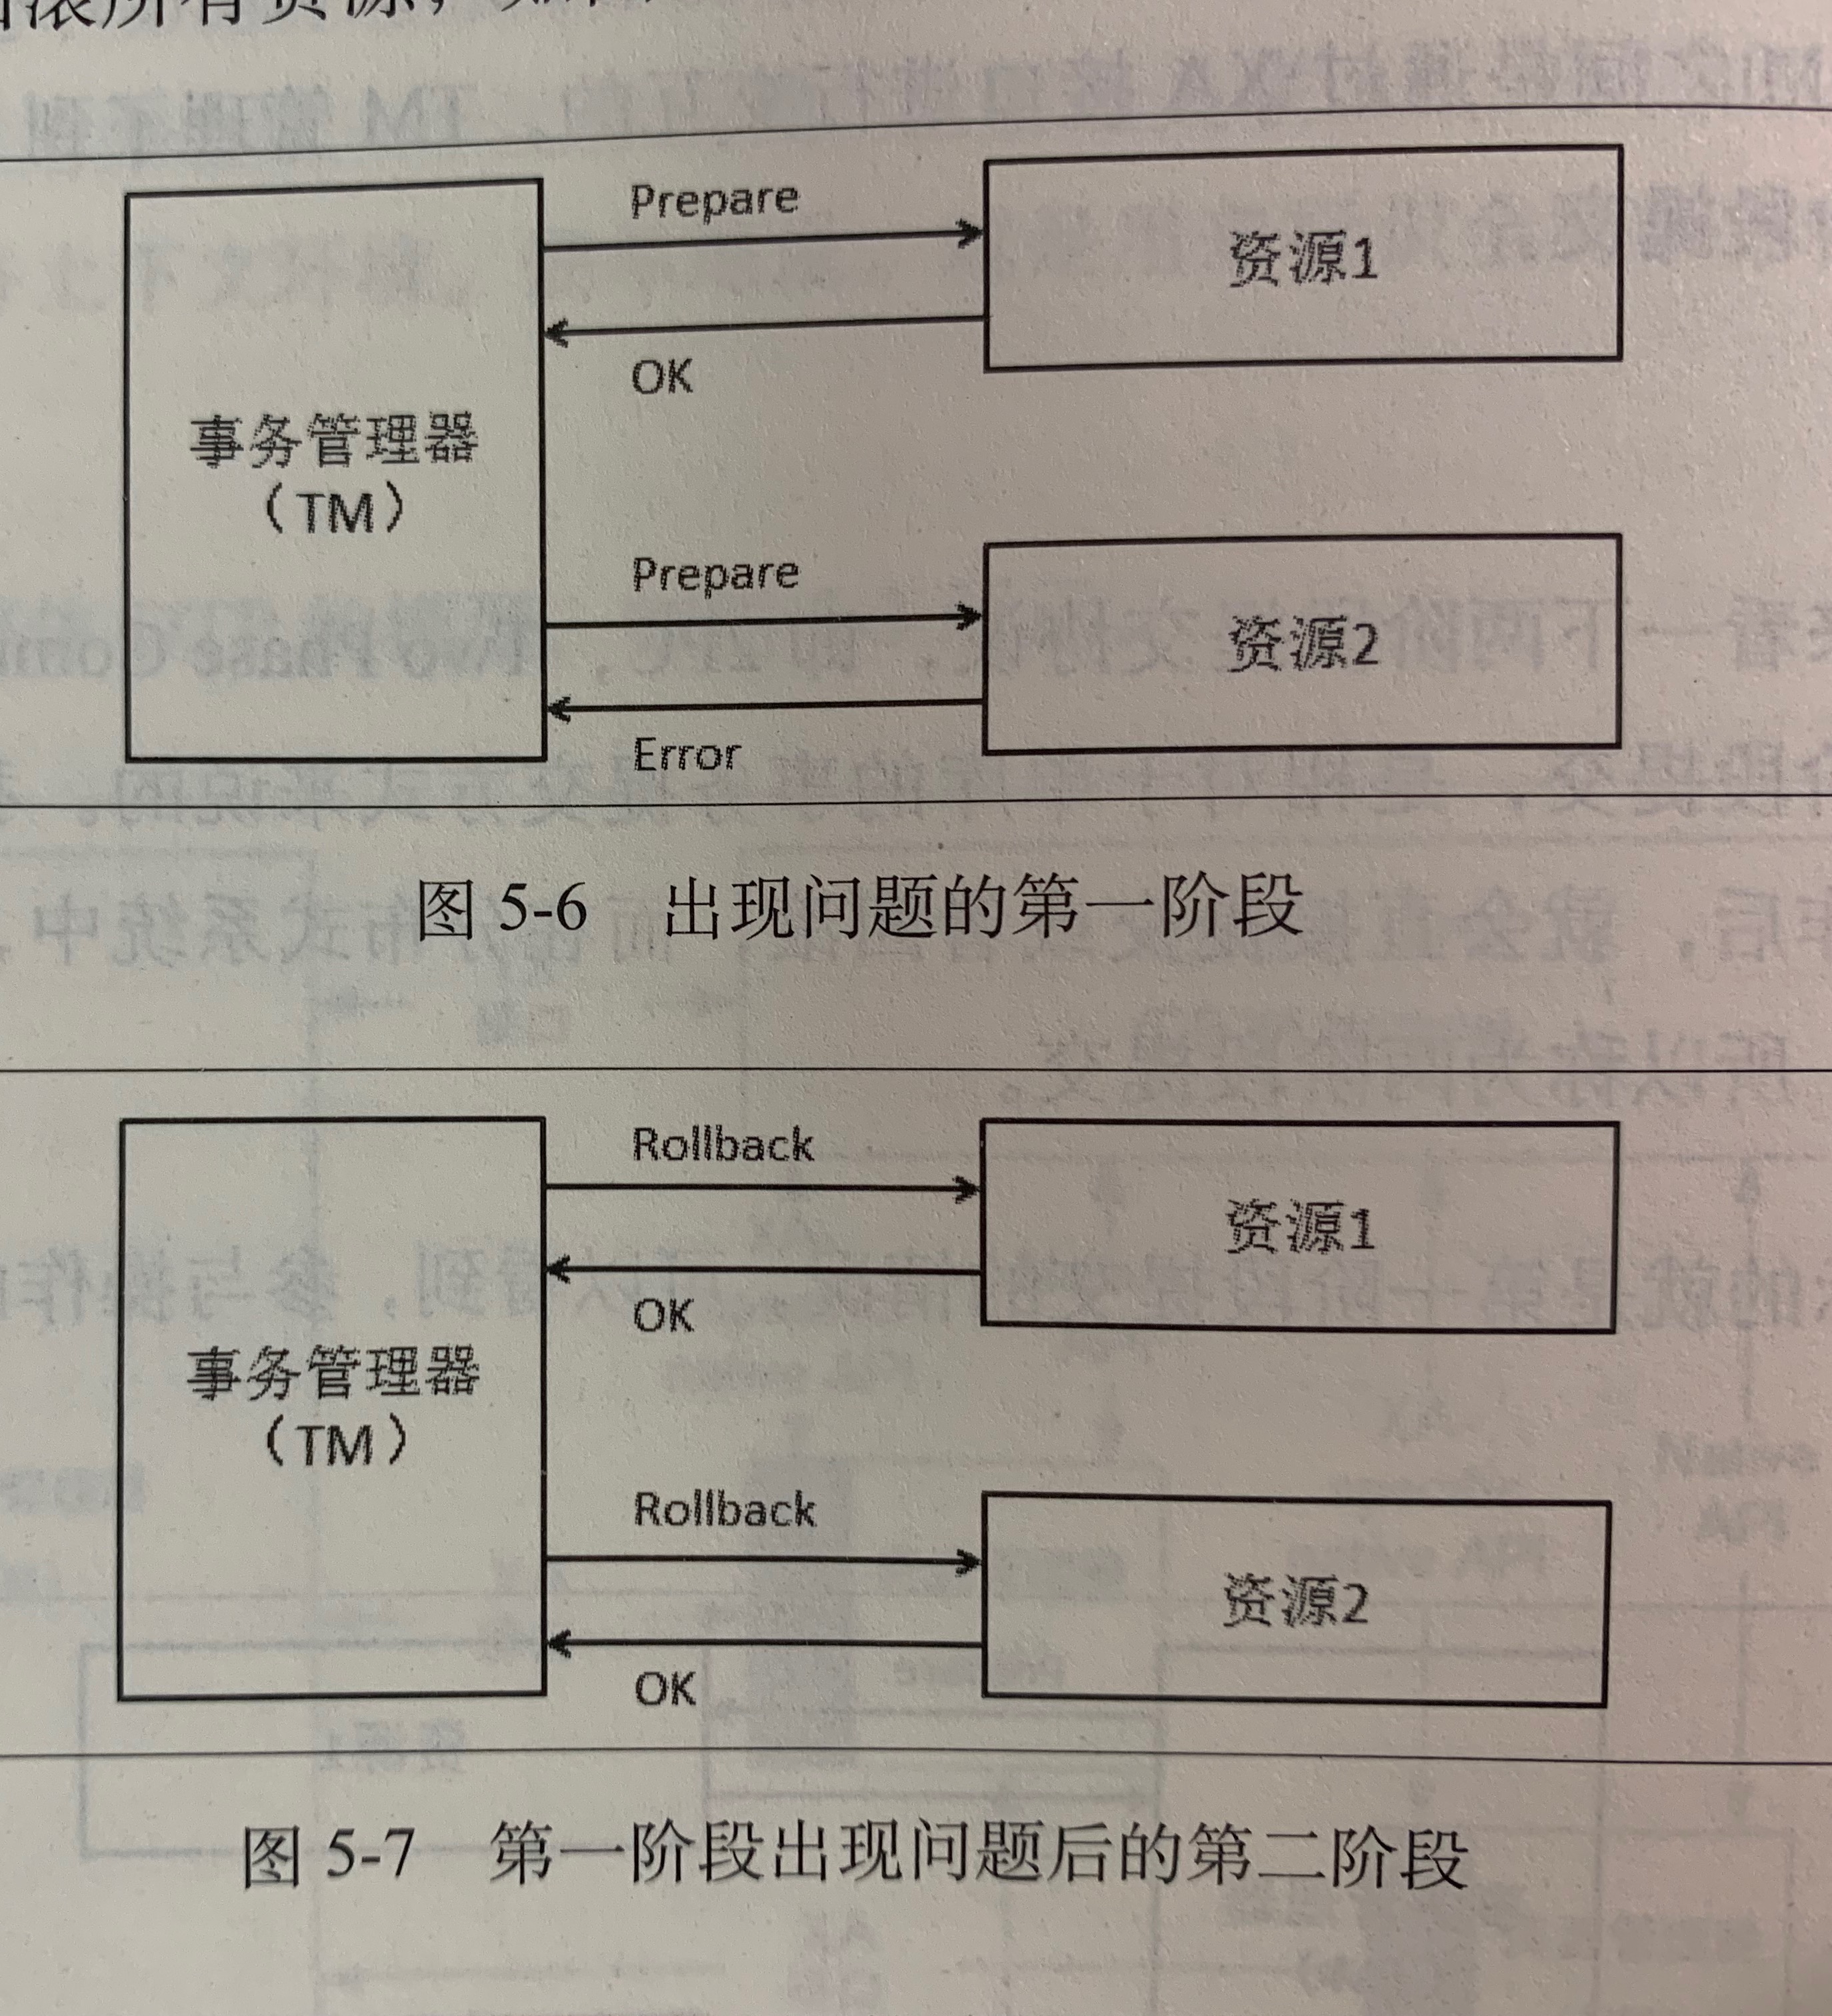 滚所有资源，如
Prepare
资源1
OK
事务管理器
（TM）
Prepare
资源2
Error
图 5-6 出现问题的第一阶段
Rollback
资源1
OK
事务管理器
（TM）
Rollback
资源2
OK
图 5-7 第一阶段出现问题后的第二阶段